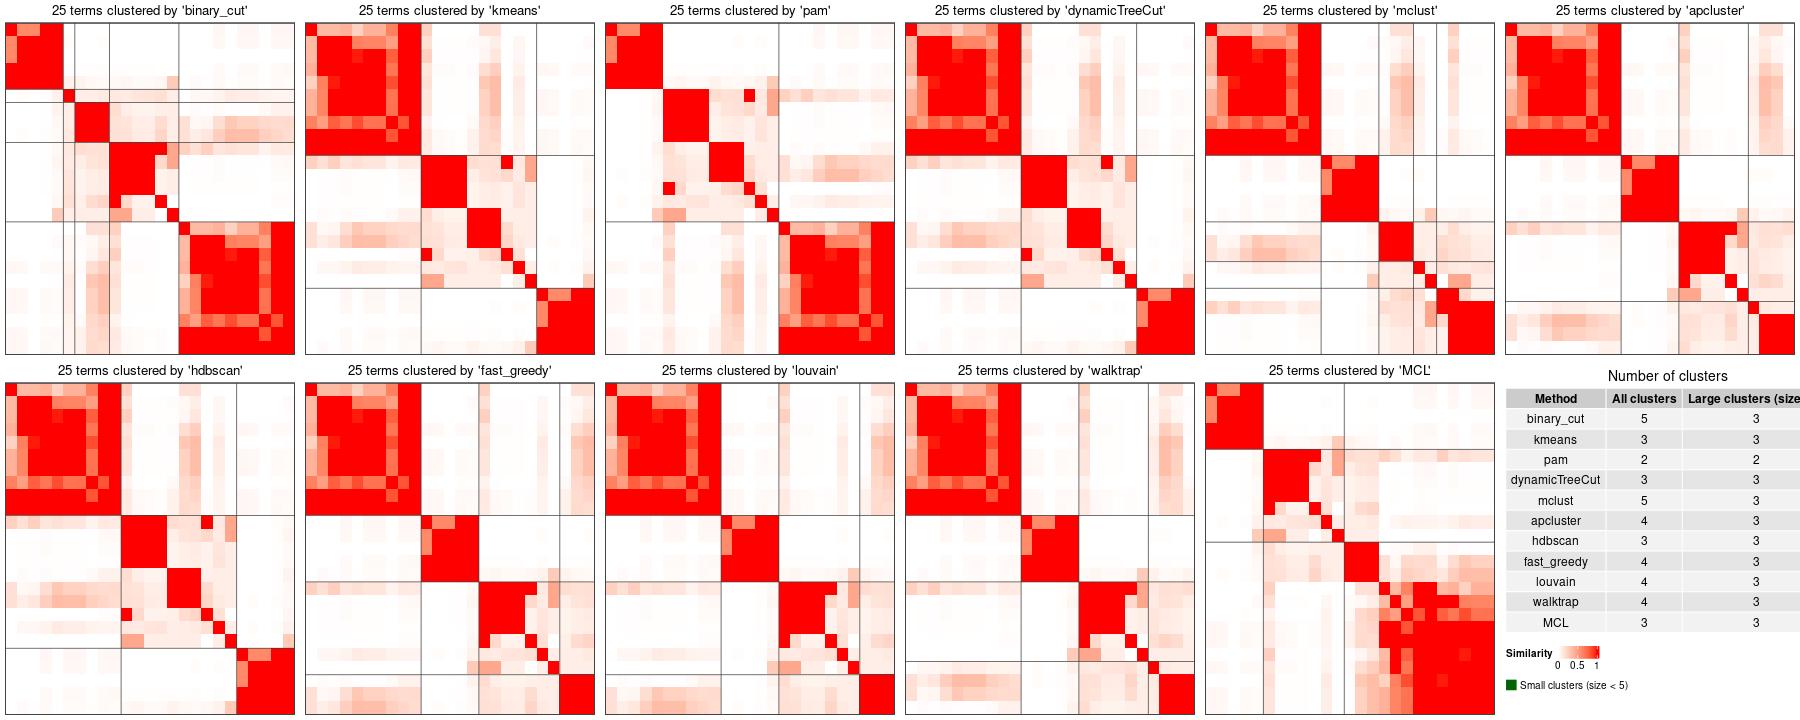 25 terms clustered by 'binary_cut'
25 terms clustered by 'kmeans'
25 terms clustered by 'pam'
25 terms clustered by 'dynamicTreeCut'
25 terms clustered by 'mclust'
25 terms clustered by 'apcluster'
25 terms clustered by 'hdbscan'
25 terms clustered by 'fast_greedy'
25 terms clustered by 'louvain'
25 terms clustered by 'walktrap'
25 terms clustered by 'MCL'
Number of clusters
Method All clusters Large clusters (size
binary_cut 5 3
kmeans 3 3
pam 2 2
dynamicTreeCut 3 3
mclust 5 3
apcluster 4 3
hdbscan 3 3
fast_greedy 4 3
louvain 4 3
walktrap 4 3
MCL 3 3
Similarity
0 0.5 1
Small clusters (size < 5)